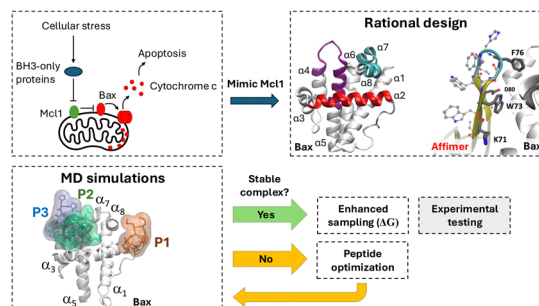 Cellular stress
BH3-only
proteins
Mcl1
Bax
Apoptosis
Cytochrome c
Mimic Mcl1
Rational design
α6
α7
α4
α8
α1
α2
α3
α5
Bax
F76
D80
W73
K71
Affimer
Bax
MD simulations
P3
P2
α7
α8
P1
α3
α5
α1
Bax
Stable
complex?
Yes
Enhanced
sampling (ΔG)
Experimental
testing
No
Peptide
optimization